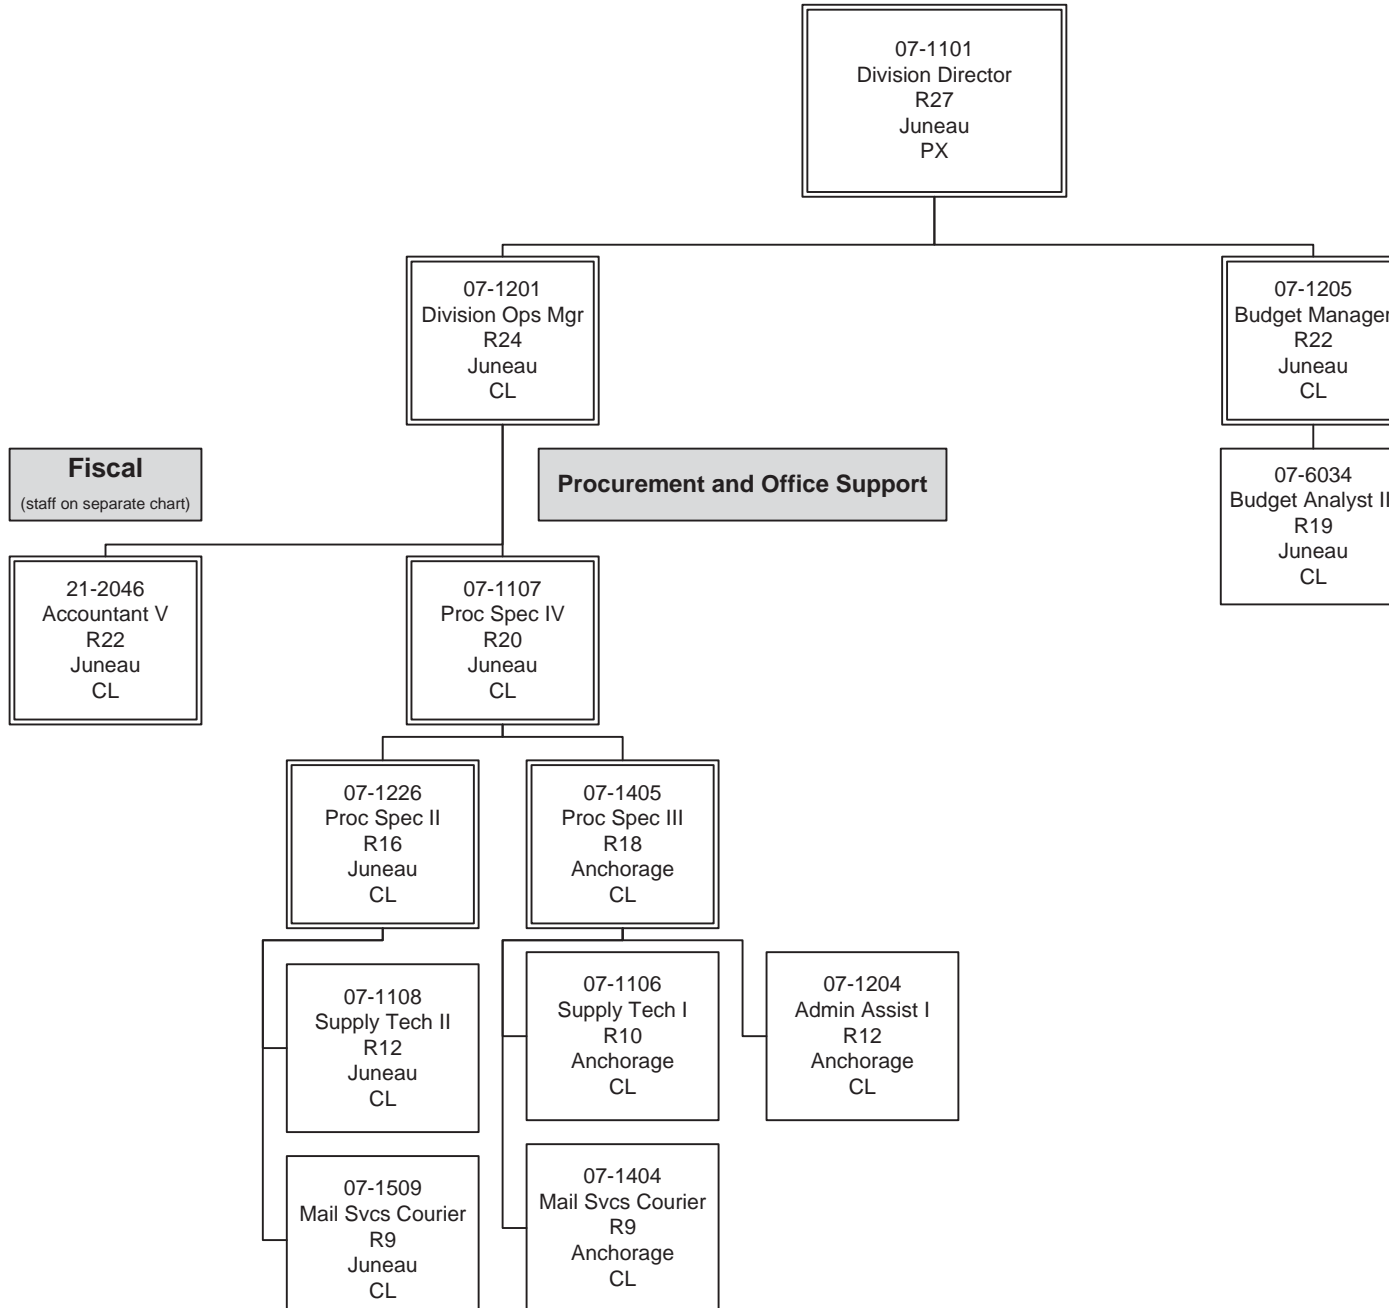 07-1101
Division Director
R27
Juneau
PX
07-1201
Division Ops Mgr
R24
Juneau
CL
07-1205
Budget Manager
R22
Juneau
CL
Fiscal
(staff on separate chart)
Procurement and Office Support
07-6034
Budget Analyst II
R19
Juneau
CL
21-2046
Accountant V
R22
Juneau
CL
07-1107
Proc Spec IV
R20
Juneau
CL
07-1226
Proc Spec II
R16
Juneau
CL
07-1405
Proc Spec III
R18
Anchorage
CL
07-1108
Supply Tech II
R12
Juneau
CL
07-1106
Supply Tech I
R10
Anchorage
CL
07-1204
Admin Assist I
R12
Anchorage
CL
07-1509
Mail Svcs Courier
R9
Juneau
CL
07-1404
Mail Svcs Courier
R9
Anchorage
CL